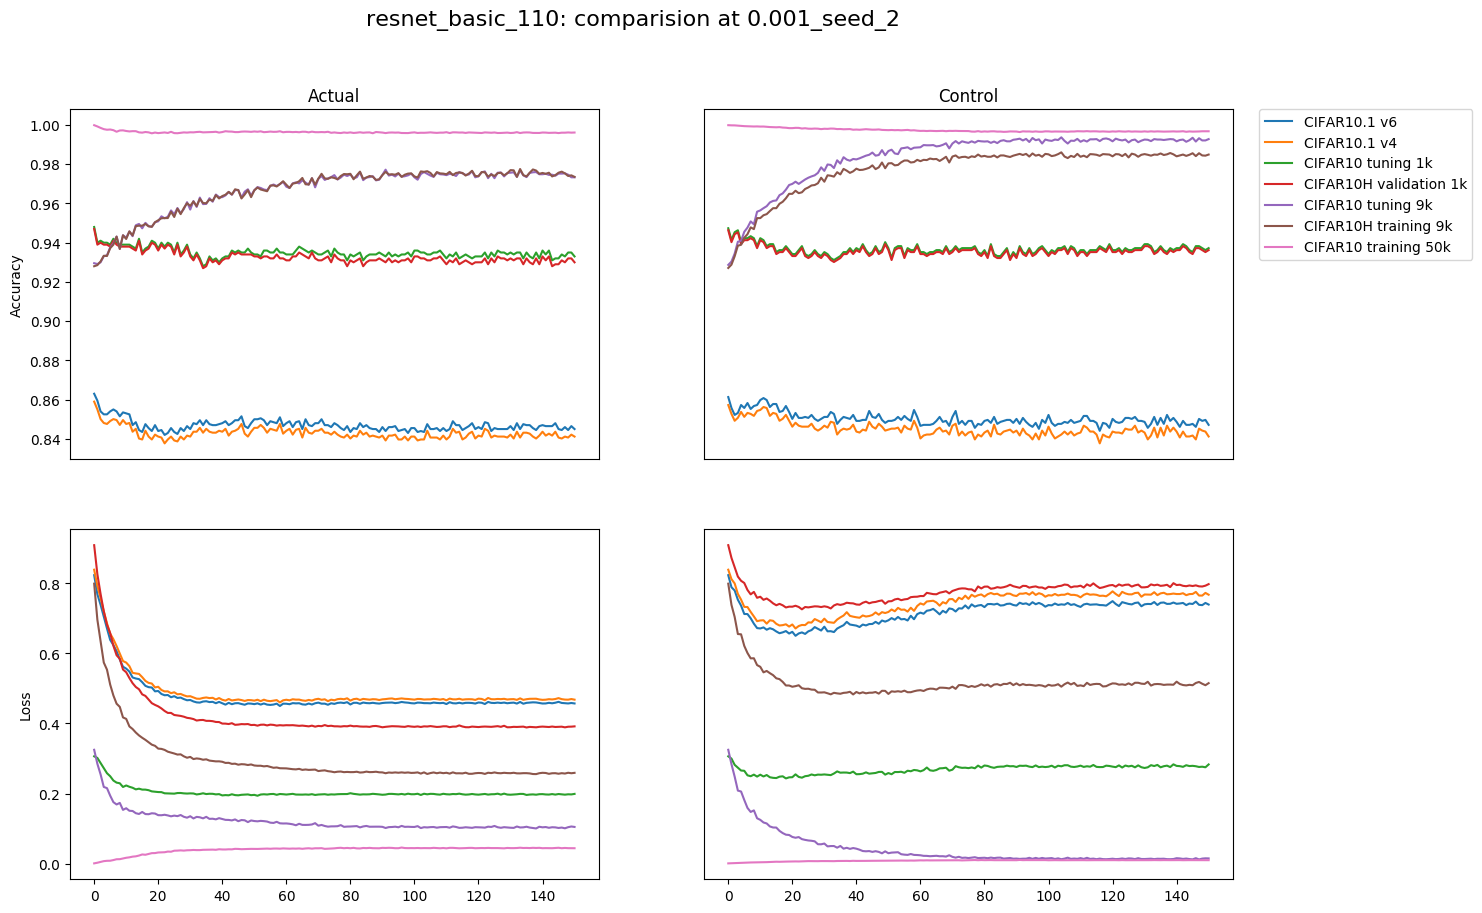 resnet_basic_110: comparision at 0.001_seed_2
Actual
Control
1.00
0.98
0.96
0.94
0.92
0.90
0.88
0.86
0.84
Accuracy
CIFAR10.1 v6
CIFAR10.1 v4
CIFAR10 tuning 1k
CIFAR10H validation 1k
CIFAR10 tuning 9k
CIFAR10H training 9k
CIFAR10 training 50k
0.8
0.6
0.4
0.2
0.0
Loss
0 20 40 60 80 100 120 140
0 20 40 60 80 100 120 140